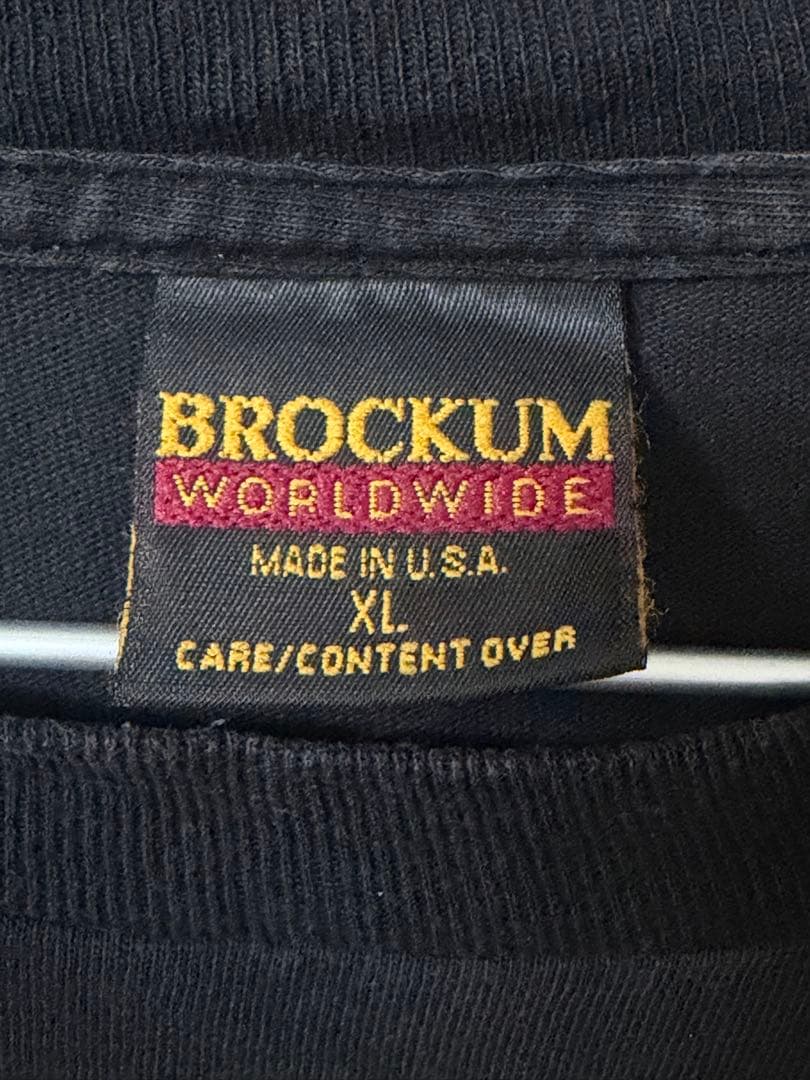 BROCKUM
WORLDWIDE
MADE IN U.S.A.
XL.
CARE/CONTENT OVER